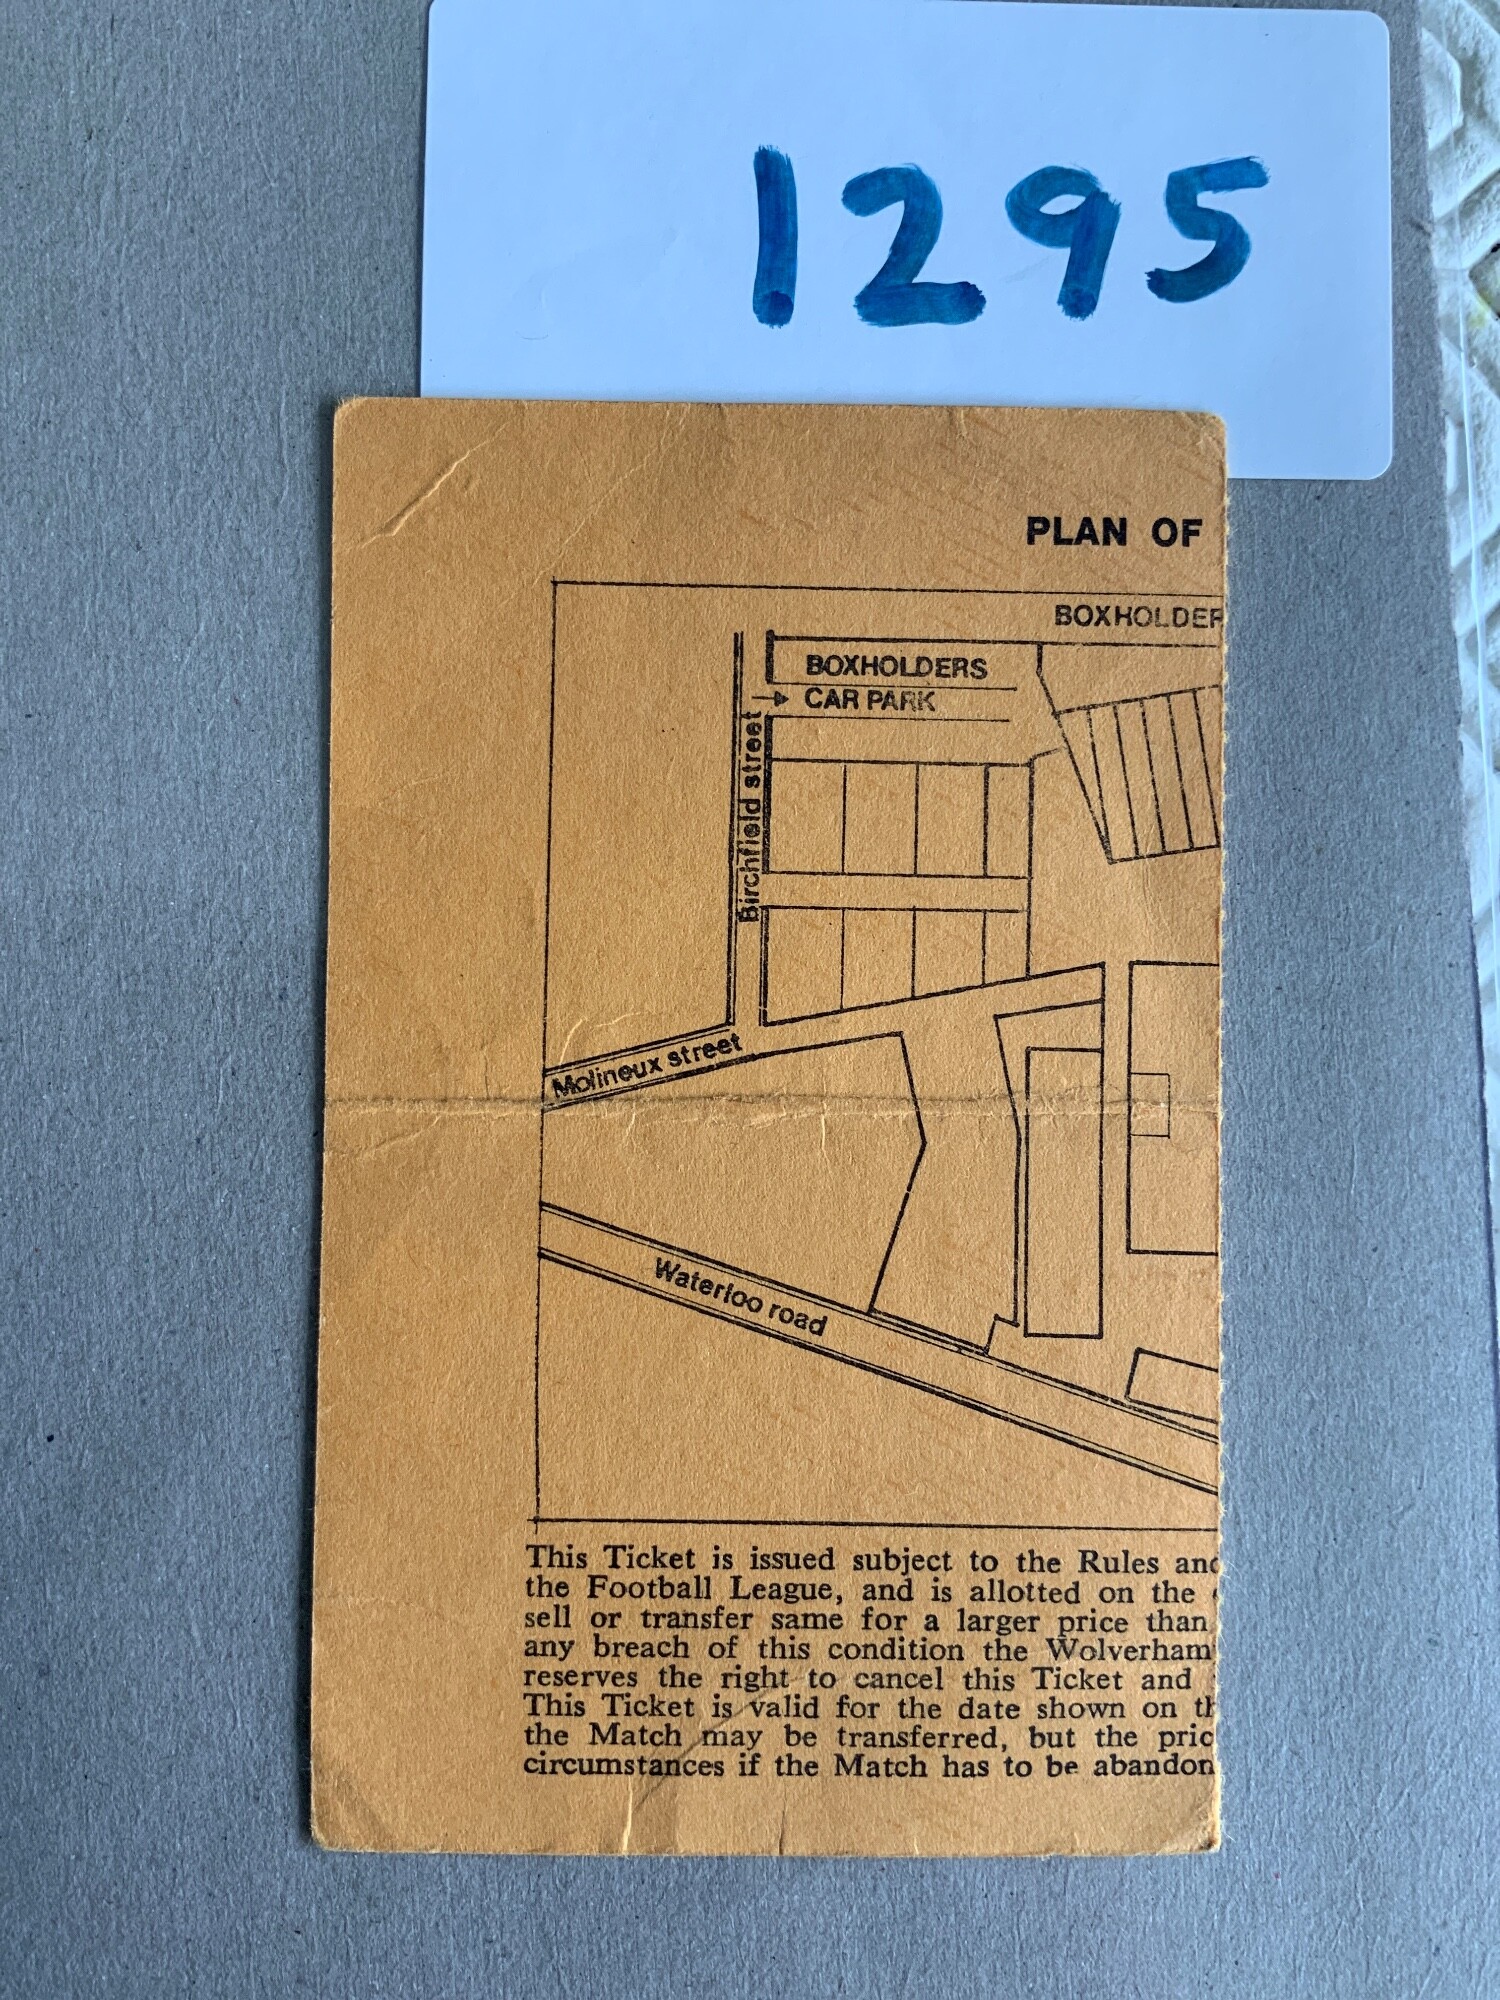 1295
PLAN OF
BOXHOLDER
BOXHOLDERS
CAR PARK
Birchfield street
Molineux street
Waterloo road
This Ticket is issued subject to the Rules and
the Football League, and is allotted on the
sell or transfer same for a larger price than
any breach of this condition the Wolverham
reserves the right to cancel this Ticket and
This Ticket is valid for the date shown on th
the Match may be transferred, but the pric
circumstances if the Match has to be abandon